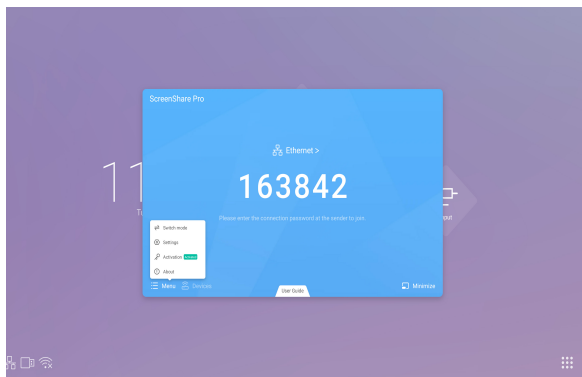 ScreenShare Pro
Ethernet >
163842
Please enter the connection password at the sender to join.
Switch mode
Settings
Activation
About
Menu
Devices
User Guide
Minimize
11